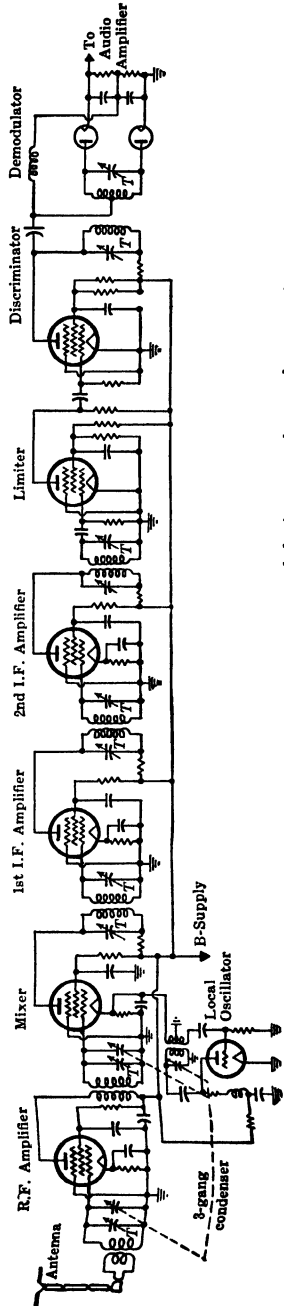 Antenna
R.F. Amplifier
Mixer
1st I.F. Amplifier
2nd I.F. Amplifier
Limiter
Discriminator
Demodulator
To
Audio
Amplifier
T
T
T
T
T
T
T
B-Supply
Local
Oscillator
3-gang
condenser